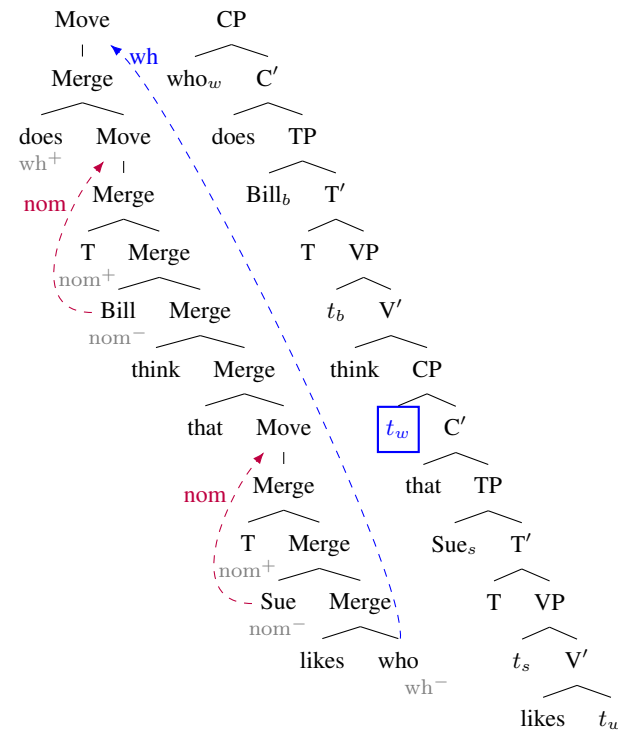 Move CP
wh
Merge who_w C′
does Move does TP
wh⁺
Merge Bill_b T′
nom
T Merge T VP
nom⁺
Bill Merge t_b V′
nom⁻
think Merge think CP
that Move t_w C′
Merge that TP
nom
T Merge Sue_s T′
nom⁺
Sue Merge T VP
nom⁻
likes who t_s V′
wh⁻
likes t_w